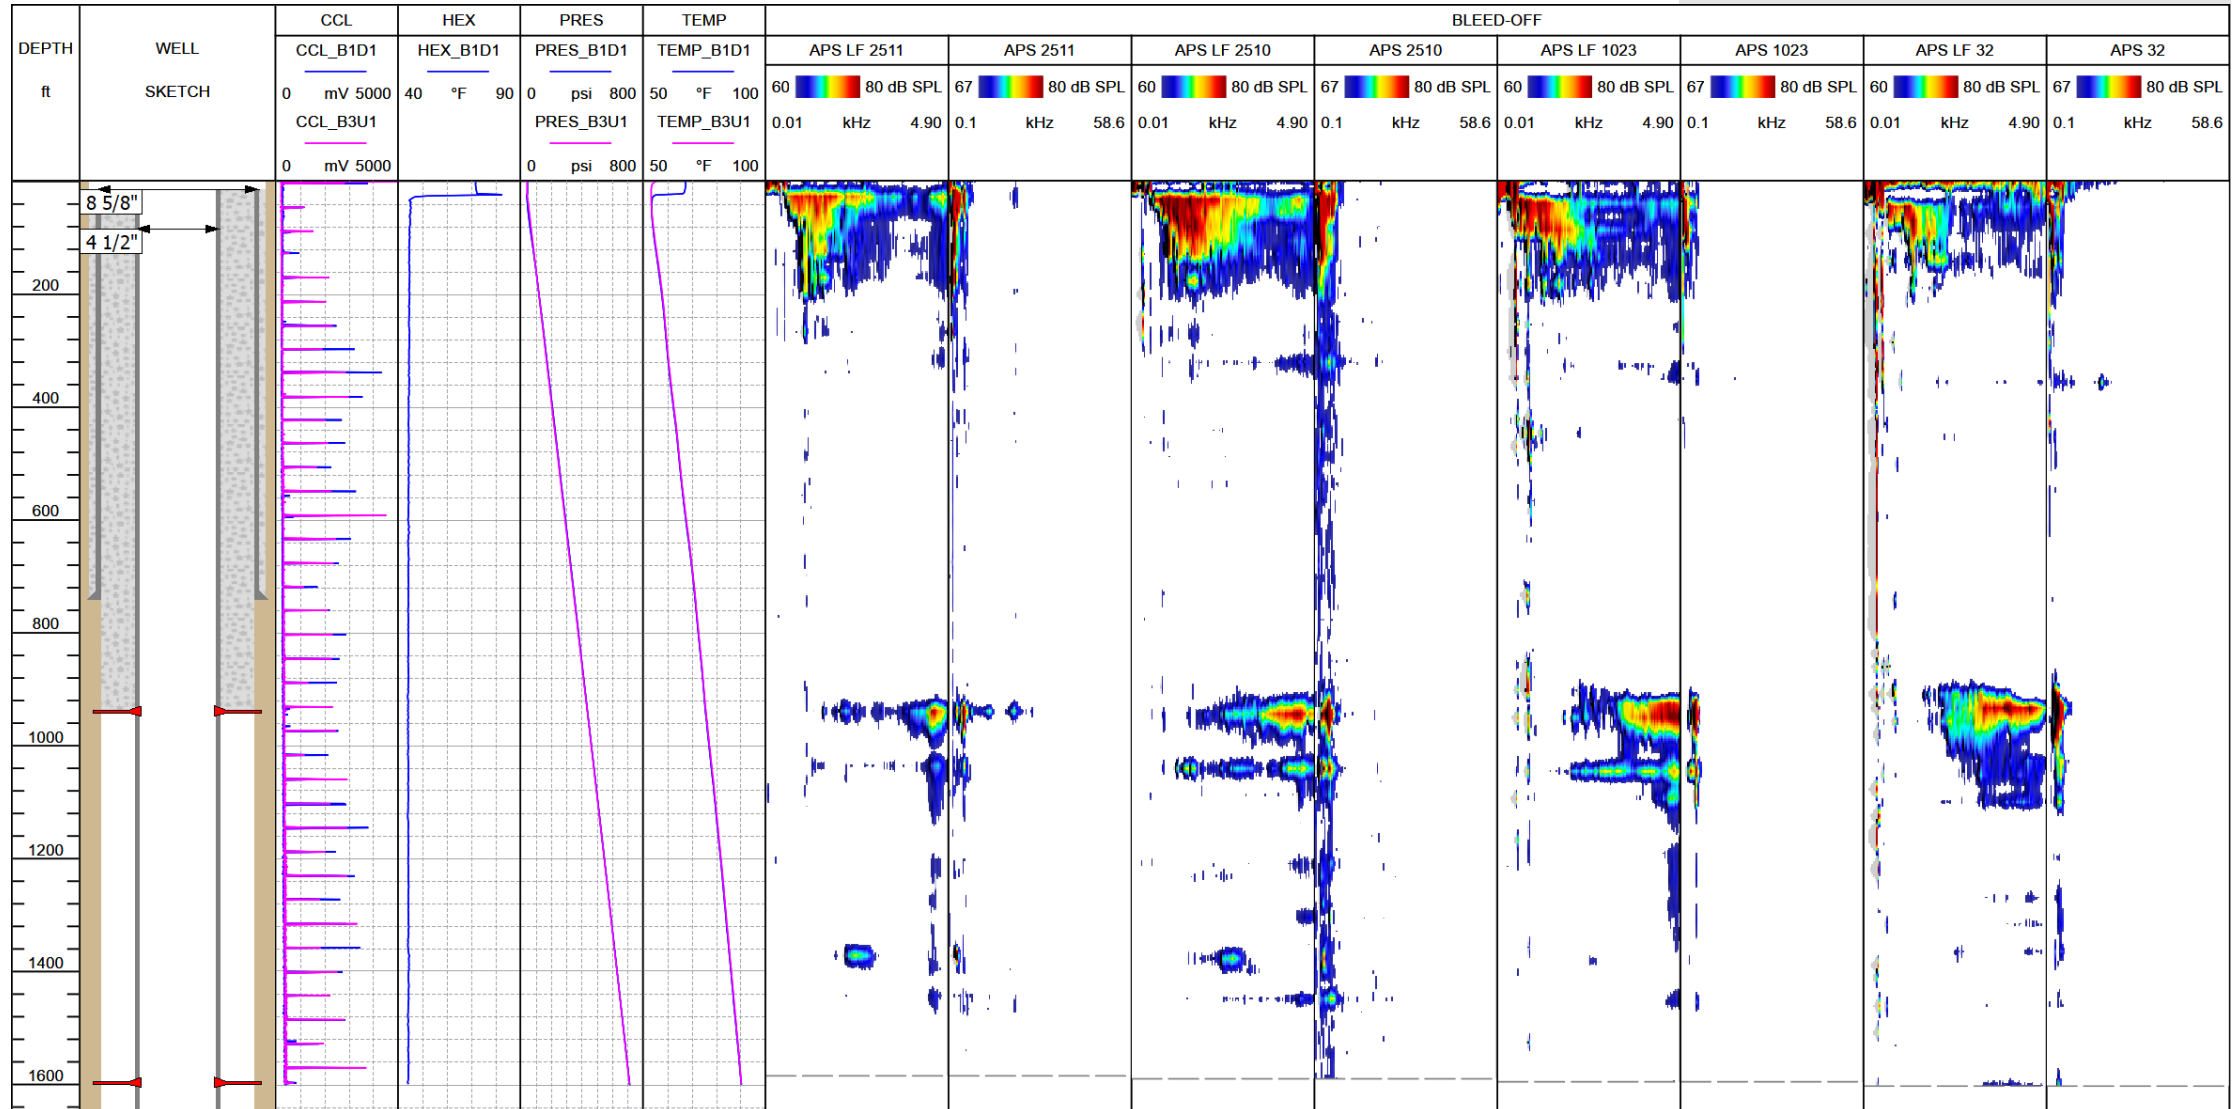 CCL HEX PRES TEMP BLEED-OFF
DEPTH WELL CCL_B1D1 HEX_B1D1 PRES_B1D1 TEMP_B1D1 APS LF 2511 APS 2511 APS LF 2510 APS 2510 APS LF 1023 APS 1023 APS LF 32 APS 32
ft SKETCH 0 mV 5000 40 °F 90 0 psi 800 50 °F 100 60 80 dB SPL 67 80 dB SPL 60 80 dB SPL 67 80 dB SPL 60 80 dB SPL 67 80 dB SPL 60 80 dB SPL 67 80 dB SPL
CCL_B3U1 PRES_B3U1 TEMP_B3U1 0.01 kHz 4.90 0.1 kHz 58.6 0.01 kHz 4.90 0.1 kHz 58.6 0.01 kHz 4.90 0.1 kHz 58.6 0.01 kHz 4.90 0.1 kHz 58.6
0 mV 5000 0 psi 800 50 °F 100
8 5/8"
4 1/2"
200
400
600
800
1000
1200
1400
1600